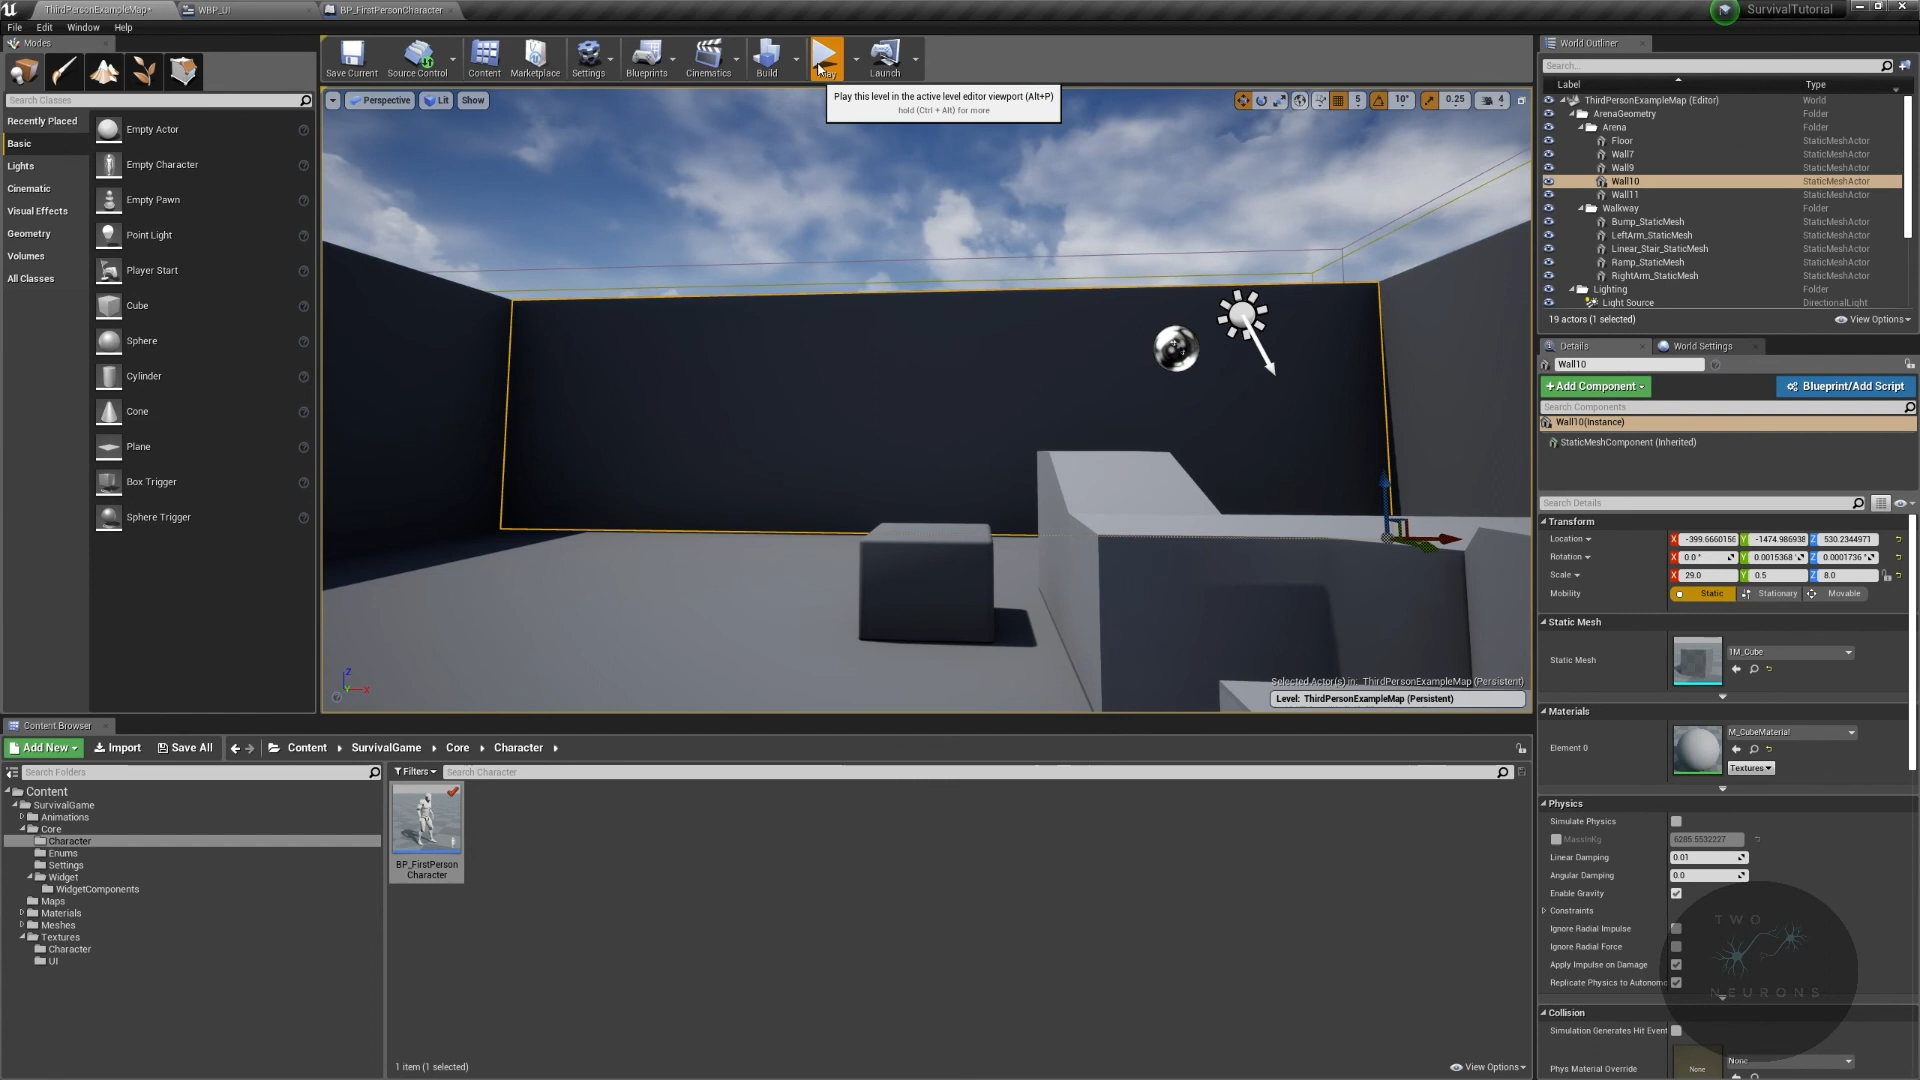 ThirdPersonExampleMap*
WBP_UI
BP_FirstPersonCharacter
SurvivalTutorial
File Edit Window Help
Modes
Search Classes
Recently Placed
Basic
Lights
Cinematic
Visual Effects
Geometry
Volumes
All Classes
Empty Actor
Empty Character
Empty Pawn
Point Light
Player Start
Cube
Sphere
Cylinder
Cone
Plane
Box Trigger
Sphere Trigger
Save Current
Source Control
Content
Marketplace
Settings
Blueprints
Cinematics
Build
Launch
Play this level in the active level editor viewport (Alt+P)
hold (Ctrl + Alt) for more
Perspective Lit Show
5 10° 0.25 4
Selected Actor(s) in: ThirdPersonExampleMap (Persistent)
Level: ThirdPersonExampleMap (Persistent)
World Outliner
Search...
Label Type
ThirdPersonExampleMap (Editor) World
ArenaGeometry Folder
Arena Folder
Floor StaticMeshActor
Wall7 StaticMeshActor
Wall9 StaticMeshActor
Wall10 StaticMeshActor
Wall11 StaticMeshActor
Walkway Folder
Bump_StaticMesh StaticMeshActor
LeftArm_StaticMesh StaticMeshActor
Linear_Stair_StaticMesh StaticMeshActor
Ramp_StaticMesh StaticMeshActor
RightArm_StaticMesh StaticMeshActor
Lighting Folder
Light Source DirectionalLight
19 actors (1 selected) View Options
Details World Settings
Wall10
+Add Component Blueprint/Add Script
Search Components
Wall10(Instance)
StaticMeshComponent (Inherited)
Search Details
Transform
Location X -399.6660156 Y -1474.986938 Z 530.2344971
Rotation X 0.0 ° Y 0.0015368 ° Z 0.0001736 °
Scale X 29.0 Y 0.5 Z 8.0
Mobility Static Stationary Movable
Static Mesh
Static Mesh 1M_Cube
Materials
Element 0 M_CubeMaterial
Textures
Physics
Simulate Physics
MassInKg 6285.5532227
Linear Damping 0.01
Angular Damping 0.0
Enable Gravity
Constraints
Ignore Radial Impulse
Ignore Radial Force
Apply Impulse on Damage
Replicate Physics to Autonomo
Collision
Simulation Generates Hit Event
Phys Material Override None None
TWO
NEURONS
Content Browser
Add New Import Save All Content SurvivalGame Core Character
Search Folders
Filters Search Character
Content
SurvivalGame
Animations
Core
Character
Enums
Settings
Widget
WidgetComponents
Maps
Materials
Meshes
Textures
Character
UI
BP_FirstPerson
Character
1 item (1 selected) View Options